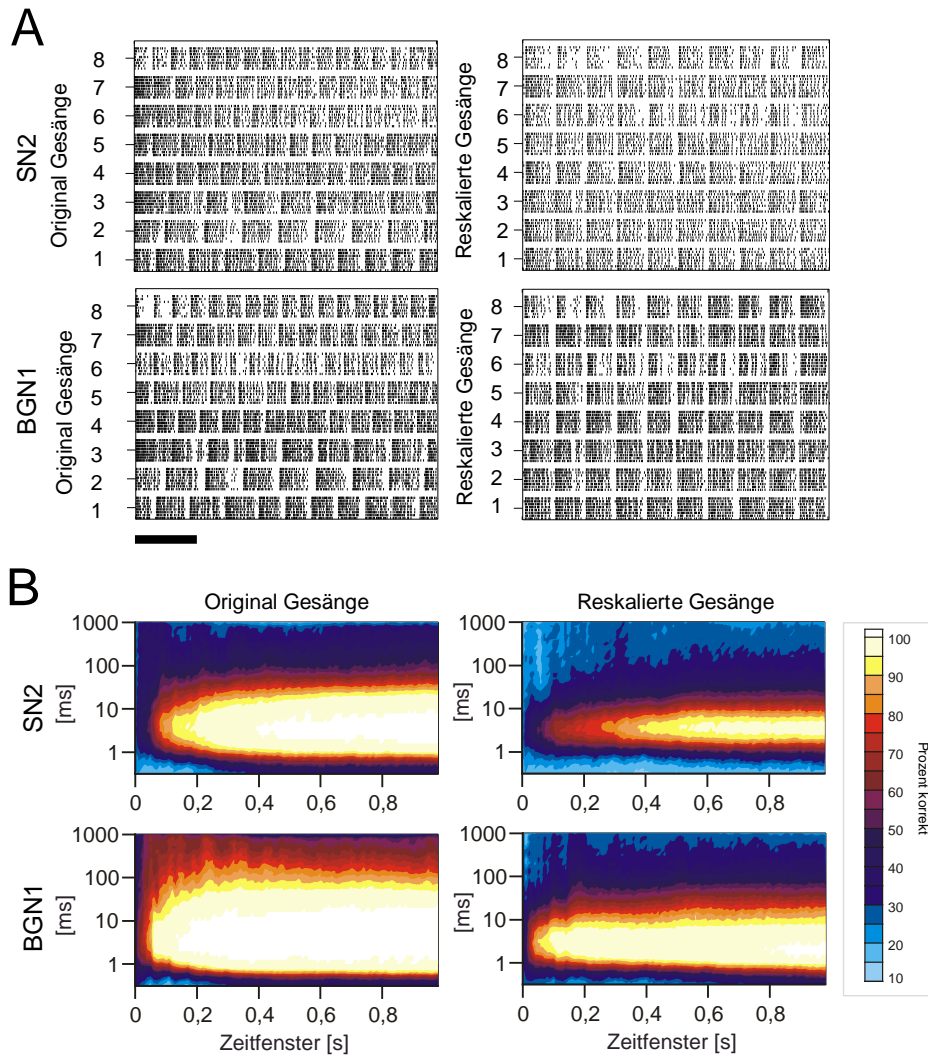 A
SN2
Original Gesänge
8
7
6
5
4
3
2
1
Reskalierte Gesänge
8
7
6
5
4
3
2
1
BGN1
Original Gesänge
8
7
6
5
4
3
2
1
Reskalierte Gesänge
8
7
6
5
4
3
2
1
B
Original Gesänge
Reskalierte Gesänge
SN2
[ms]
1000
100
10
1
0 0,2 0,4 0,6 0,8
[ms]
1000
100
10
1
0 0,2 0,4 0,6 0,8
BGN1
[ms]
1000
100
10
1
0 0,2 0,4 0,6 0,8
Zeitfenster [s]
[ms]
1000
100
10
1
0 0,2 0,4 0,6 0,8
Zeitfenster [s]
100
90
80
70
60
50
40
30
20
10
Prozent korrekt